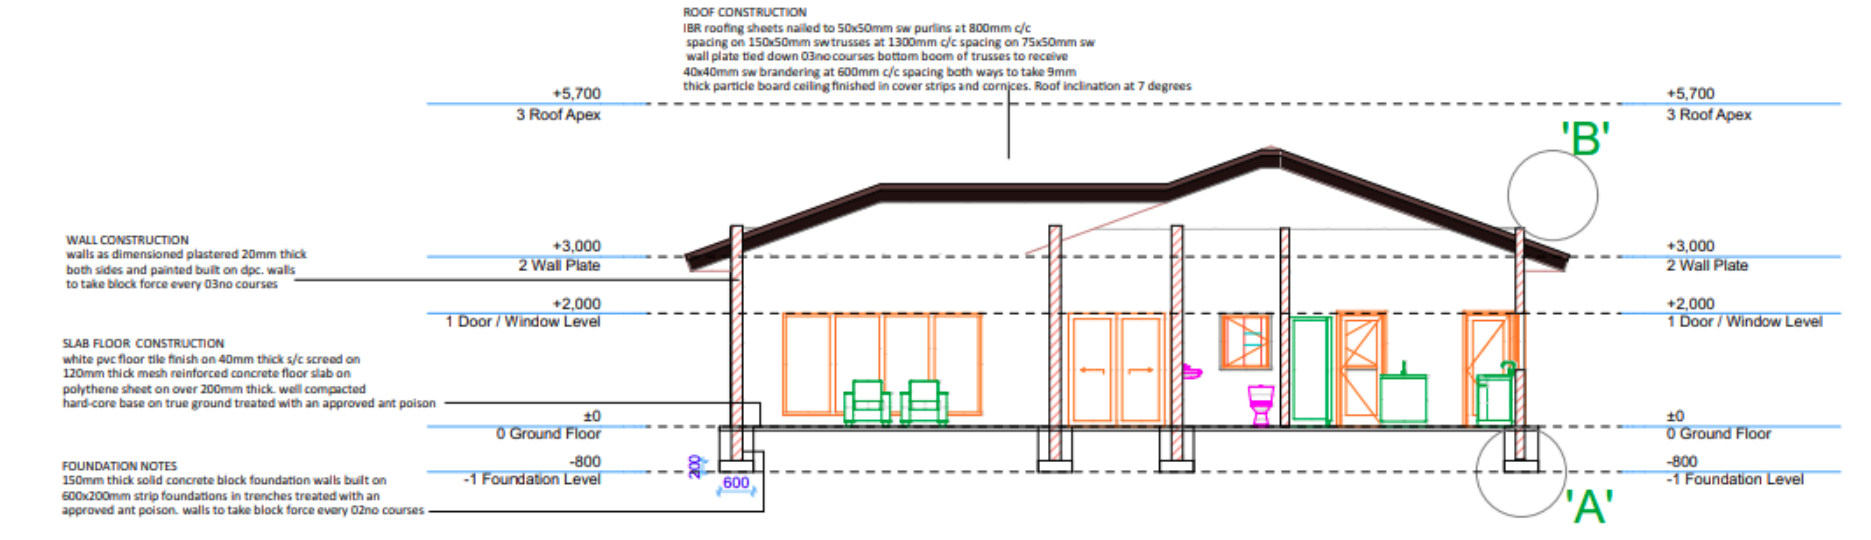 ROOF CONSTRUCTION
IBR roofing sheets nailed to 50x50mm sw purlins at 800mm c/c
spacing on 150x50mm sw trusses at 1300mm c/c spacing on 75x50mm sw
wall plate tied down 03no courses bottom boom of trusses to receive
40x40mm sw brandering at 600mm c/c spacing both ways to take 9mm
thick particle board ceiling finished in cover strips and cornices. Roof inclination at 7 degrees
+5,700
3 Roof Apex
+5,700
3 Roof Apex
'B'
WALL CONSTRUCTION
walls as dimensioned plastered 20mm thick
both sides and painted built on dpc. walls
to take block force every 03no courses
+3,000
2 Wall Plate
+3,000
2 Wall Plate
+2,000
1 Door / Window Level
+2,000
1 Door / Window Level
SLAB FLOOR CONSTRUCTION
white pvc floor tile finish on 40mm thick s/c screed on
120mm thick mesh reinforced concrete floor slab on
polythene sheet on over 200mm thick. well compacted
hard-core base on true ground treated with an approved ant poison
±0
0 Ground Floor
±0
0 Ground Floor
FOUNDATION NOTES
150mm thick solid concrete block foundation walls built on
600x200mm strip foundations in trenches treated with an
approved ant poison. walls to take block force every 02no courses
-800
-1 Foundation Level
200
600
-800
-1 Foundation Level
'A'